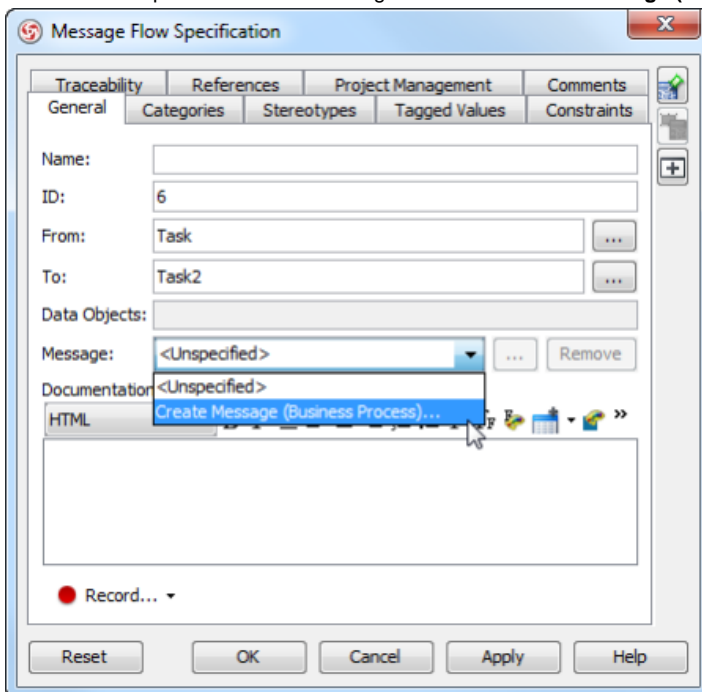 Message Flow Specification
Traceability References Project Management Comments
General Categories Stereotypes Tagged Values Constraints
Name:
ID: 6
From: Task ...
To: Task2 ...
Data Objects:
Message: <Unspecified> ... Remove
Documentation <Unspecified>
HTML Create Message (Business Process)... »
Record...
Reset OK Cancel Apply Help